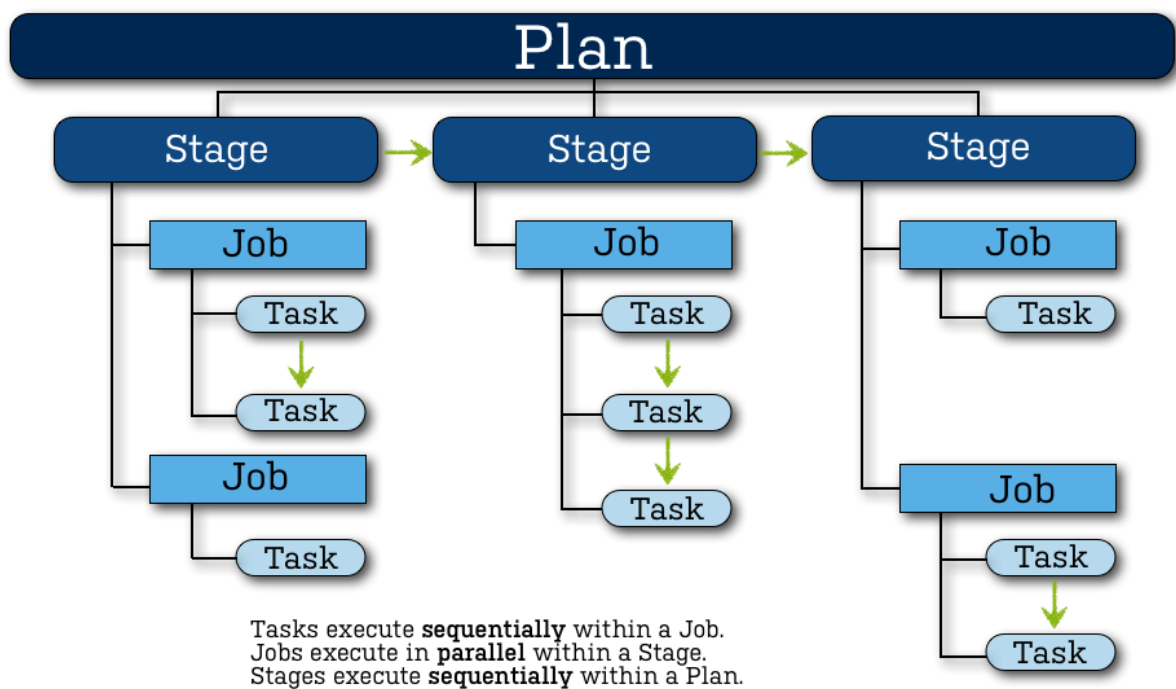 Plan
Stage
Stage
Stage
Job
Task
Task
Job
Task
Job
Task
Task
Task
Job
Task
Job
Task
Task
Tasks execute sequentially within a Job.
Jobs execute in parallel within a Stage.
Stages execute sequentially within a Plan.